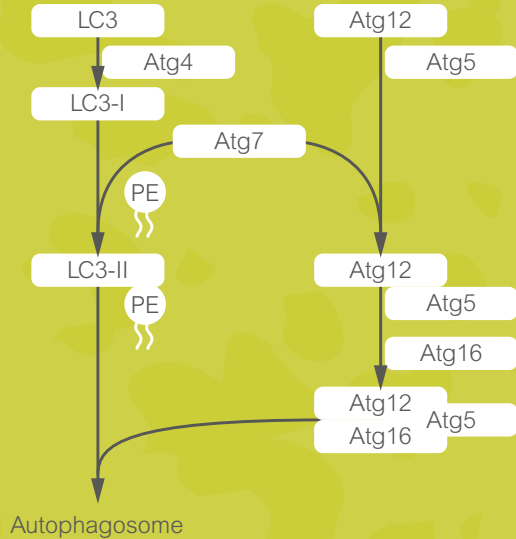 LC3
Atg12
Atg4
Atg5
LC3-I
Atg7
PE
LC3-II
Atg12
PE
Atg5
Atg16
Atg12
Atg5
Atg16
Autophagosome